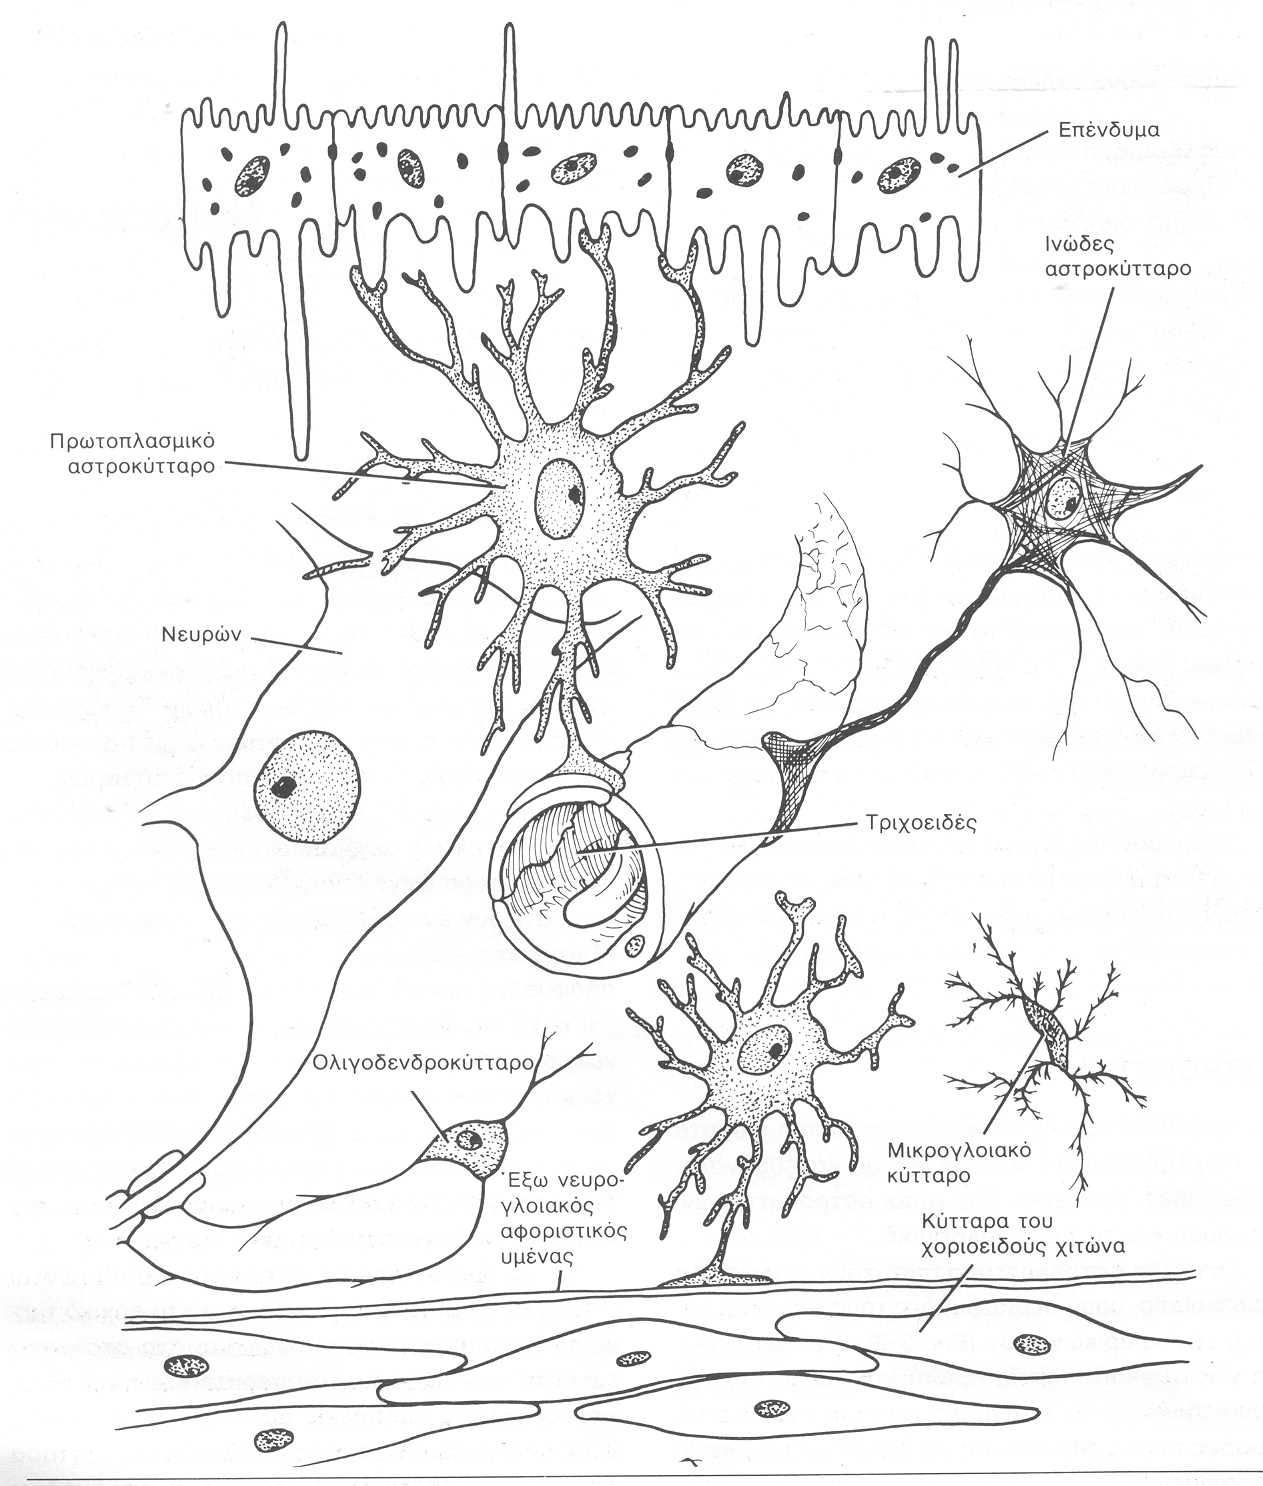 Επένδυμα
Ινώδες
αστροκύτταρο
Πρωτοπλασμικό
αστροκύτταρο
Νευρών
Τριχοειδές
Ολιγοδενδροκύτταρο
Μικρογλοιακό
κύτταρο
Έξω νευρο-
γλοιακός
αφοριστικός
υμένας
Κύτταρα του
χοριοειδούς χιτώνα